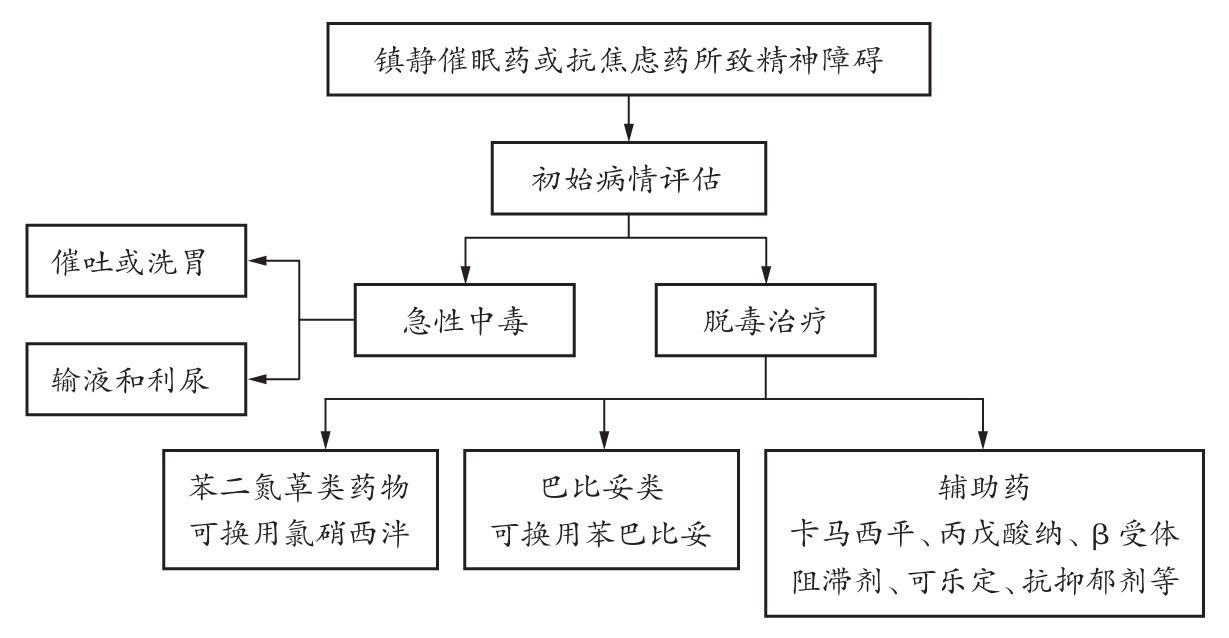 镇静催眠药或抗焦虑药所致精神障碍
初始病情评估
催吐或洗胃
急性中毒
脱毒治疗
输液和利尿
苯二氮草类药物
可换用氯硝西泮
巴比妥类
可换用苯巴比妥
辅助药
卡马西平、丙戊酸纳、β受体
阻滞剂、可乐定、抗抑郁剂等